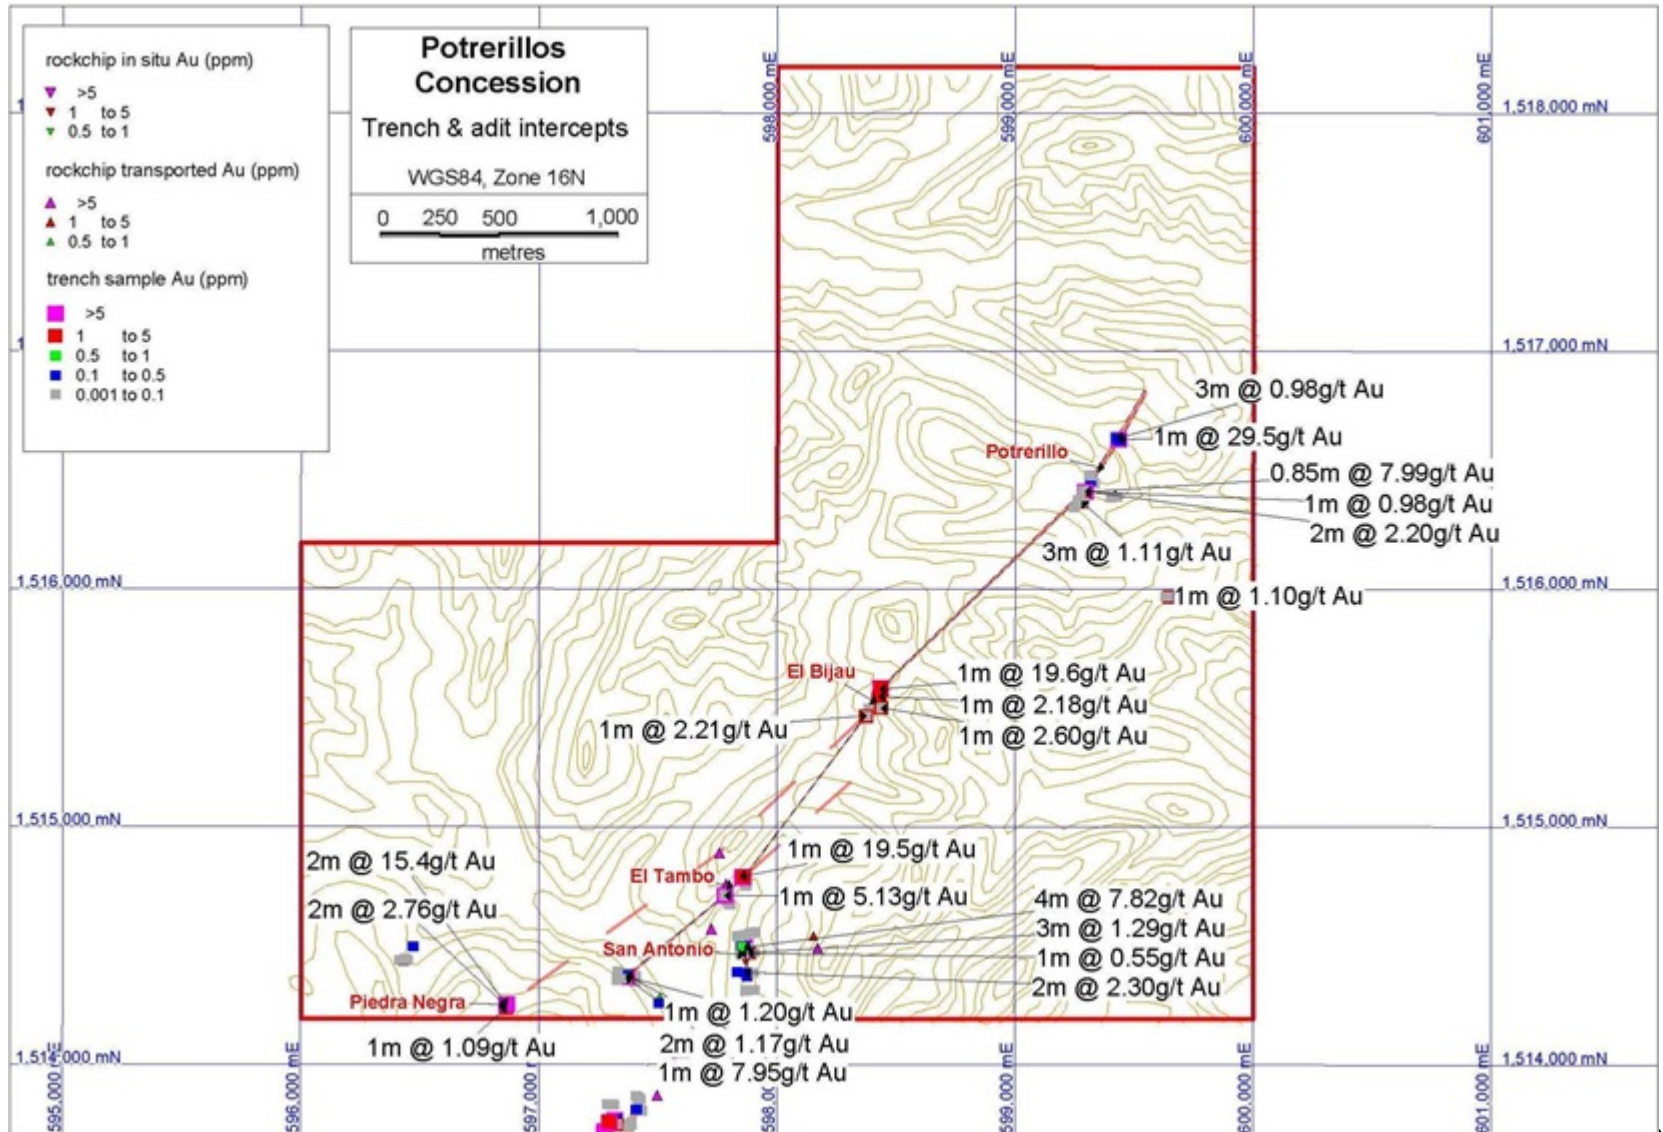 rockchip in situ Au (ppm)
>5
1 to 5
0.5 to 1
rockchip transported Au (ppm)
>5
1 to 5
0.5 to 1
trench sample Au (ppm)
>5
1 to 5
0.5 to 1
0.1 to 0.5
0.001 to 0.1
Potrerillos
Concession
Trench & adit intercepts
WGS84, Zone 16N
0 250 500 1,000
metres
598,000 mE
599,000 mE
600,000 mE
601,000 mE
1,518,000 mN
1,517,000 mN
3m @ 0.98g/t Au
1m @ 29.5g/t Au
Potrerillo
0.85m @ 7.99g/t Au
1m @ 0.98g/t Au
2m @ 2.20g/t Au
3m @ 1.11g/t Au
1,516,000 mN
1,516,000 mN
1m @ 1.10g/t Au
El Bijau
1m @ 19.6g/t Au
1m @ 2.18g/t Au
1m @ 2.21g/t Au
1m @ 2.60g/t Au
1,515,000 mN
1,515,000 mN
2m @ 15.4g/t Au
1m @ 19.5g/t Au
El Tambo
1m @ 5.13g/t Au
2m @ 2.76g/t Au
4m @ 7.82g/t Au
3m @ 1.29g/t Au
San Antonio
1m @ 0.55g/t Au
2m @ 2.30g/t Au
Piedra Negra
1m @ 1.20g/t Au
1m @ 1.09g/t Au
2m @ 1.17g/t Au
1m @ 7.95g/t Au
1,514,000 mN
1,514,000 mN
595,000 mE
596,000 mE
597,000 m
598,0
599,000 mE
600,000 mE
601,000 mE